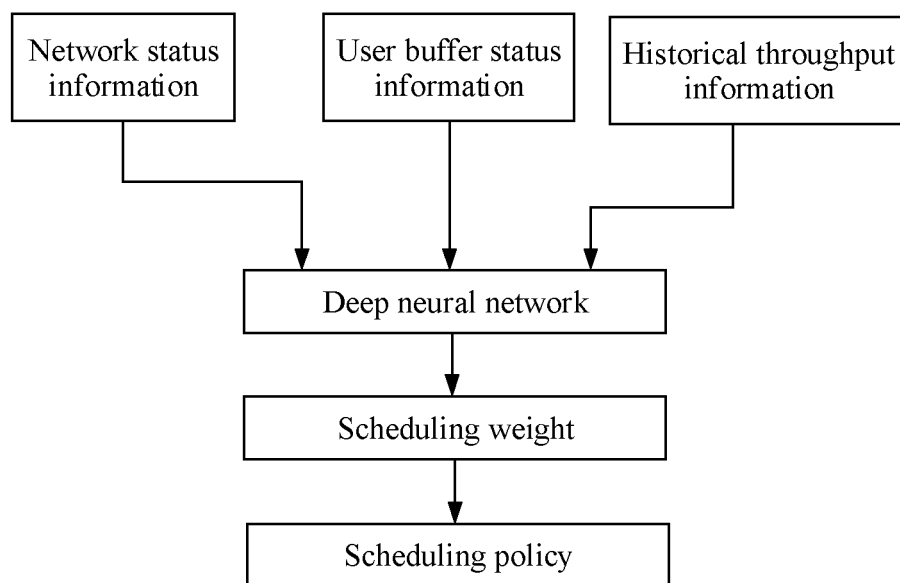 Network status
information
User buffer status
information
Historical throughput
information
Deep neural network
Scheduling weight
Scheduling policy